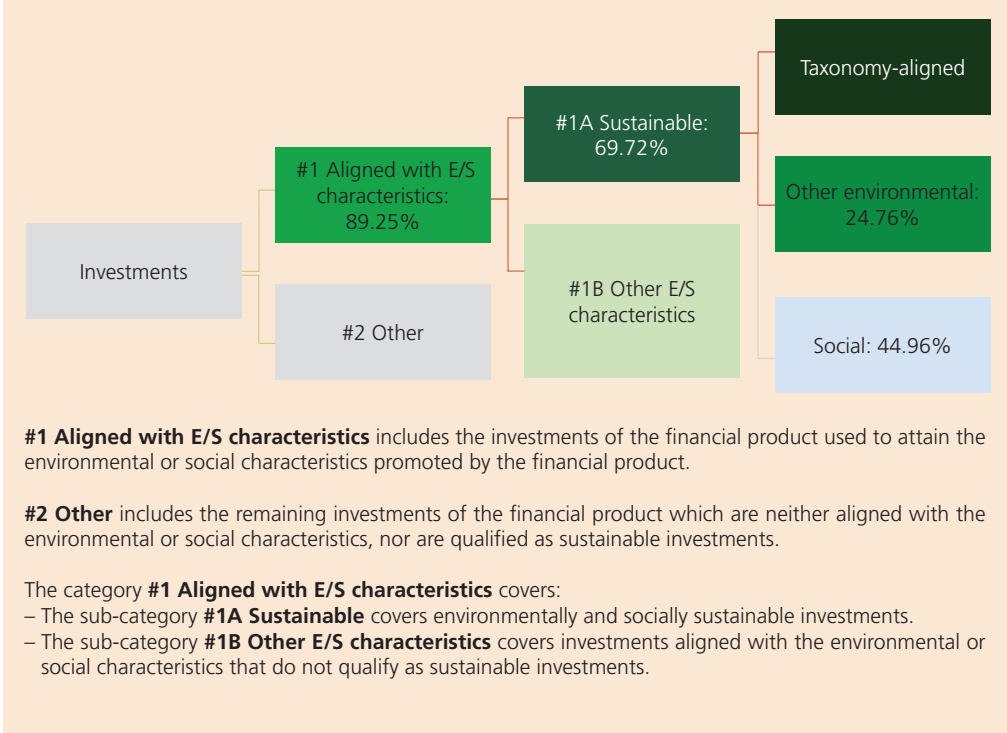 Investments
#1 Aligned with E/S
characteristics:
89.25%
#2 Other
#1A Sustainable:
69.72%
#1B Other E/S
characteristics
Taxonomy-aligned
Other environmental:
24.76%
Social: 44.96%
#1 Aligned with E/S characteristics includes the investments of the financial product used to attain the
environmental or social characteristics promoted by the financial product.
#2 Other includes the remaining investments of the financial product which are neither aligned with the
environmental or social characteristics, nor are qualified as sustainable investments.
The category #1 Aligned with E/S characteristics covers:
– The sub-category #1A Sustainable covers environmentally and socially sustainable investments.
– The sub-category #1B Other E/S characteristics covers investments aligned with the environmental or
social characteristics that do not qualify as sustainable investments.